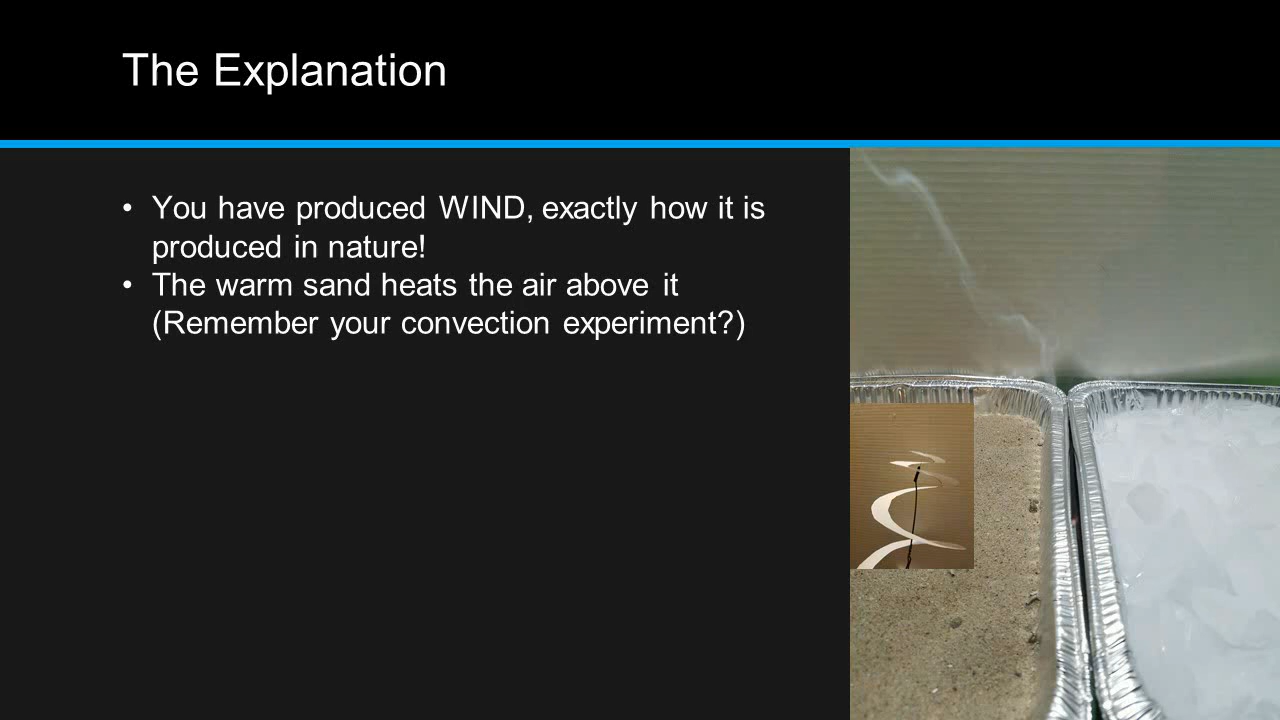 The Explanation
• You have produced WIND, exactly how it is
produced in nature!
• The warm sand heats the air above it
(Remember your convection experiment?)